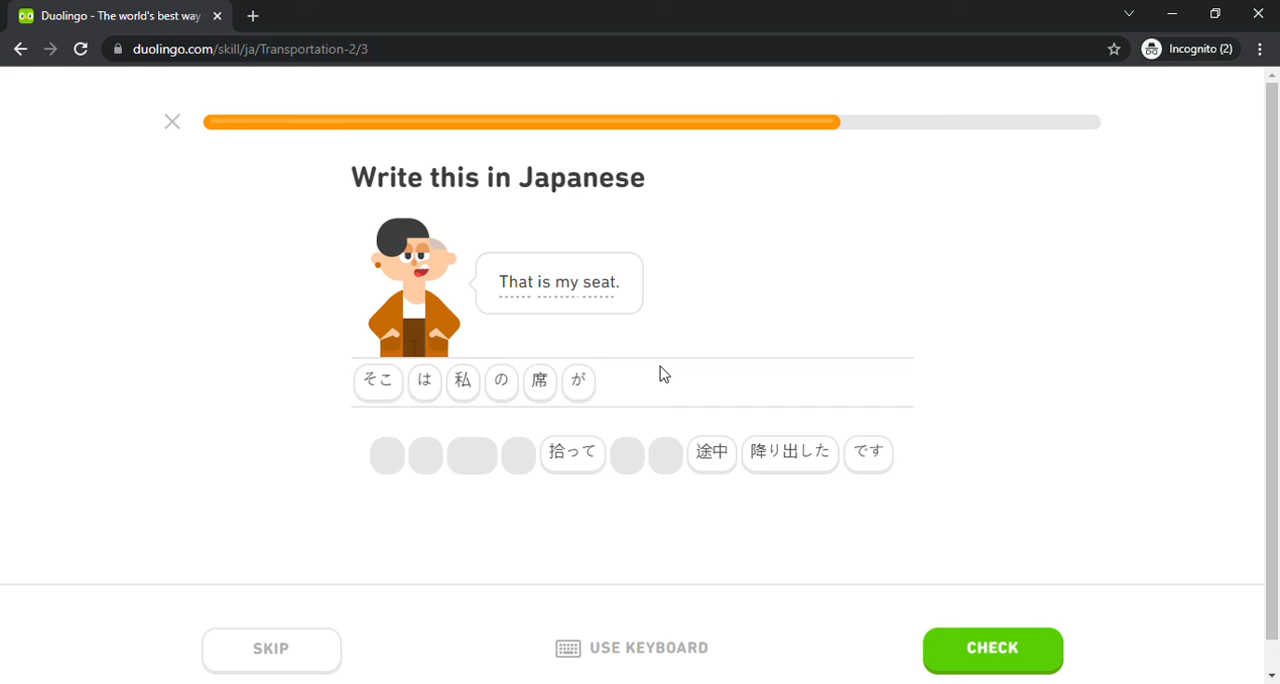 Duolingo - The world's best way
duolingo.com/skill/ja/Transportation-2/3
Incognito (2)
Write this in Japanese
That is my seat.
そこ は 私 の 席 が
拾って 途中 降り出した です
SKIP
USE KEYBOARD
CHECK